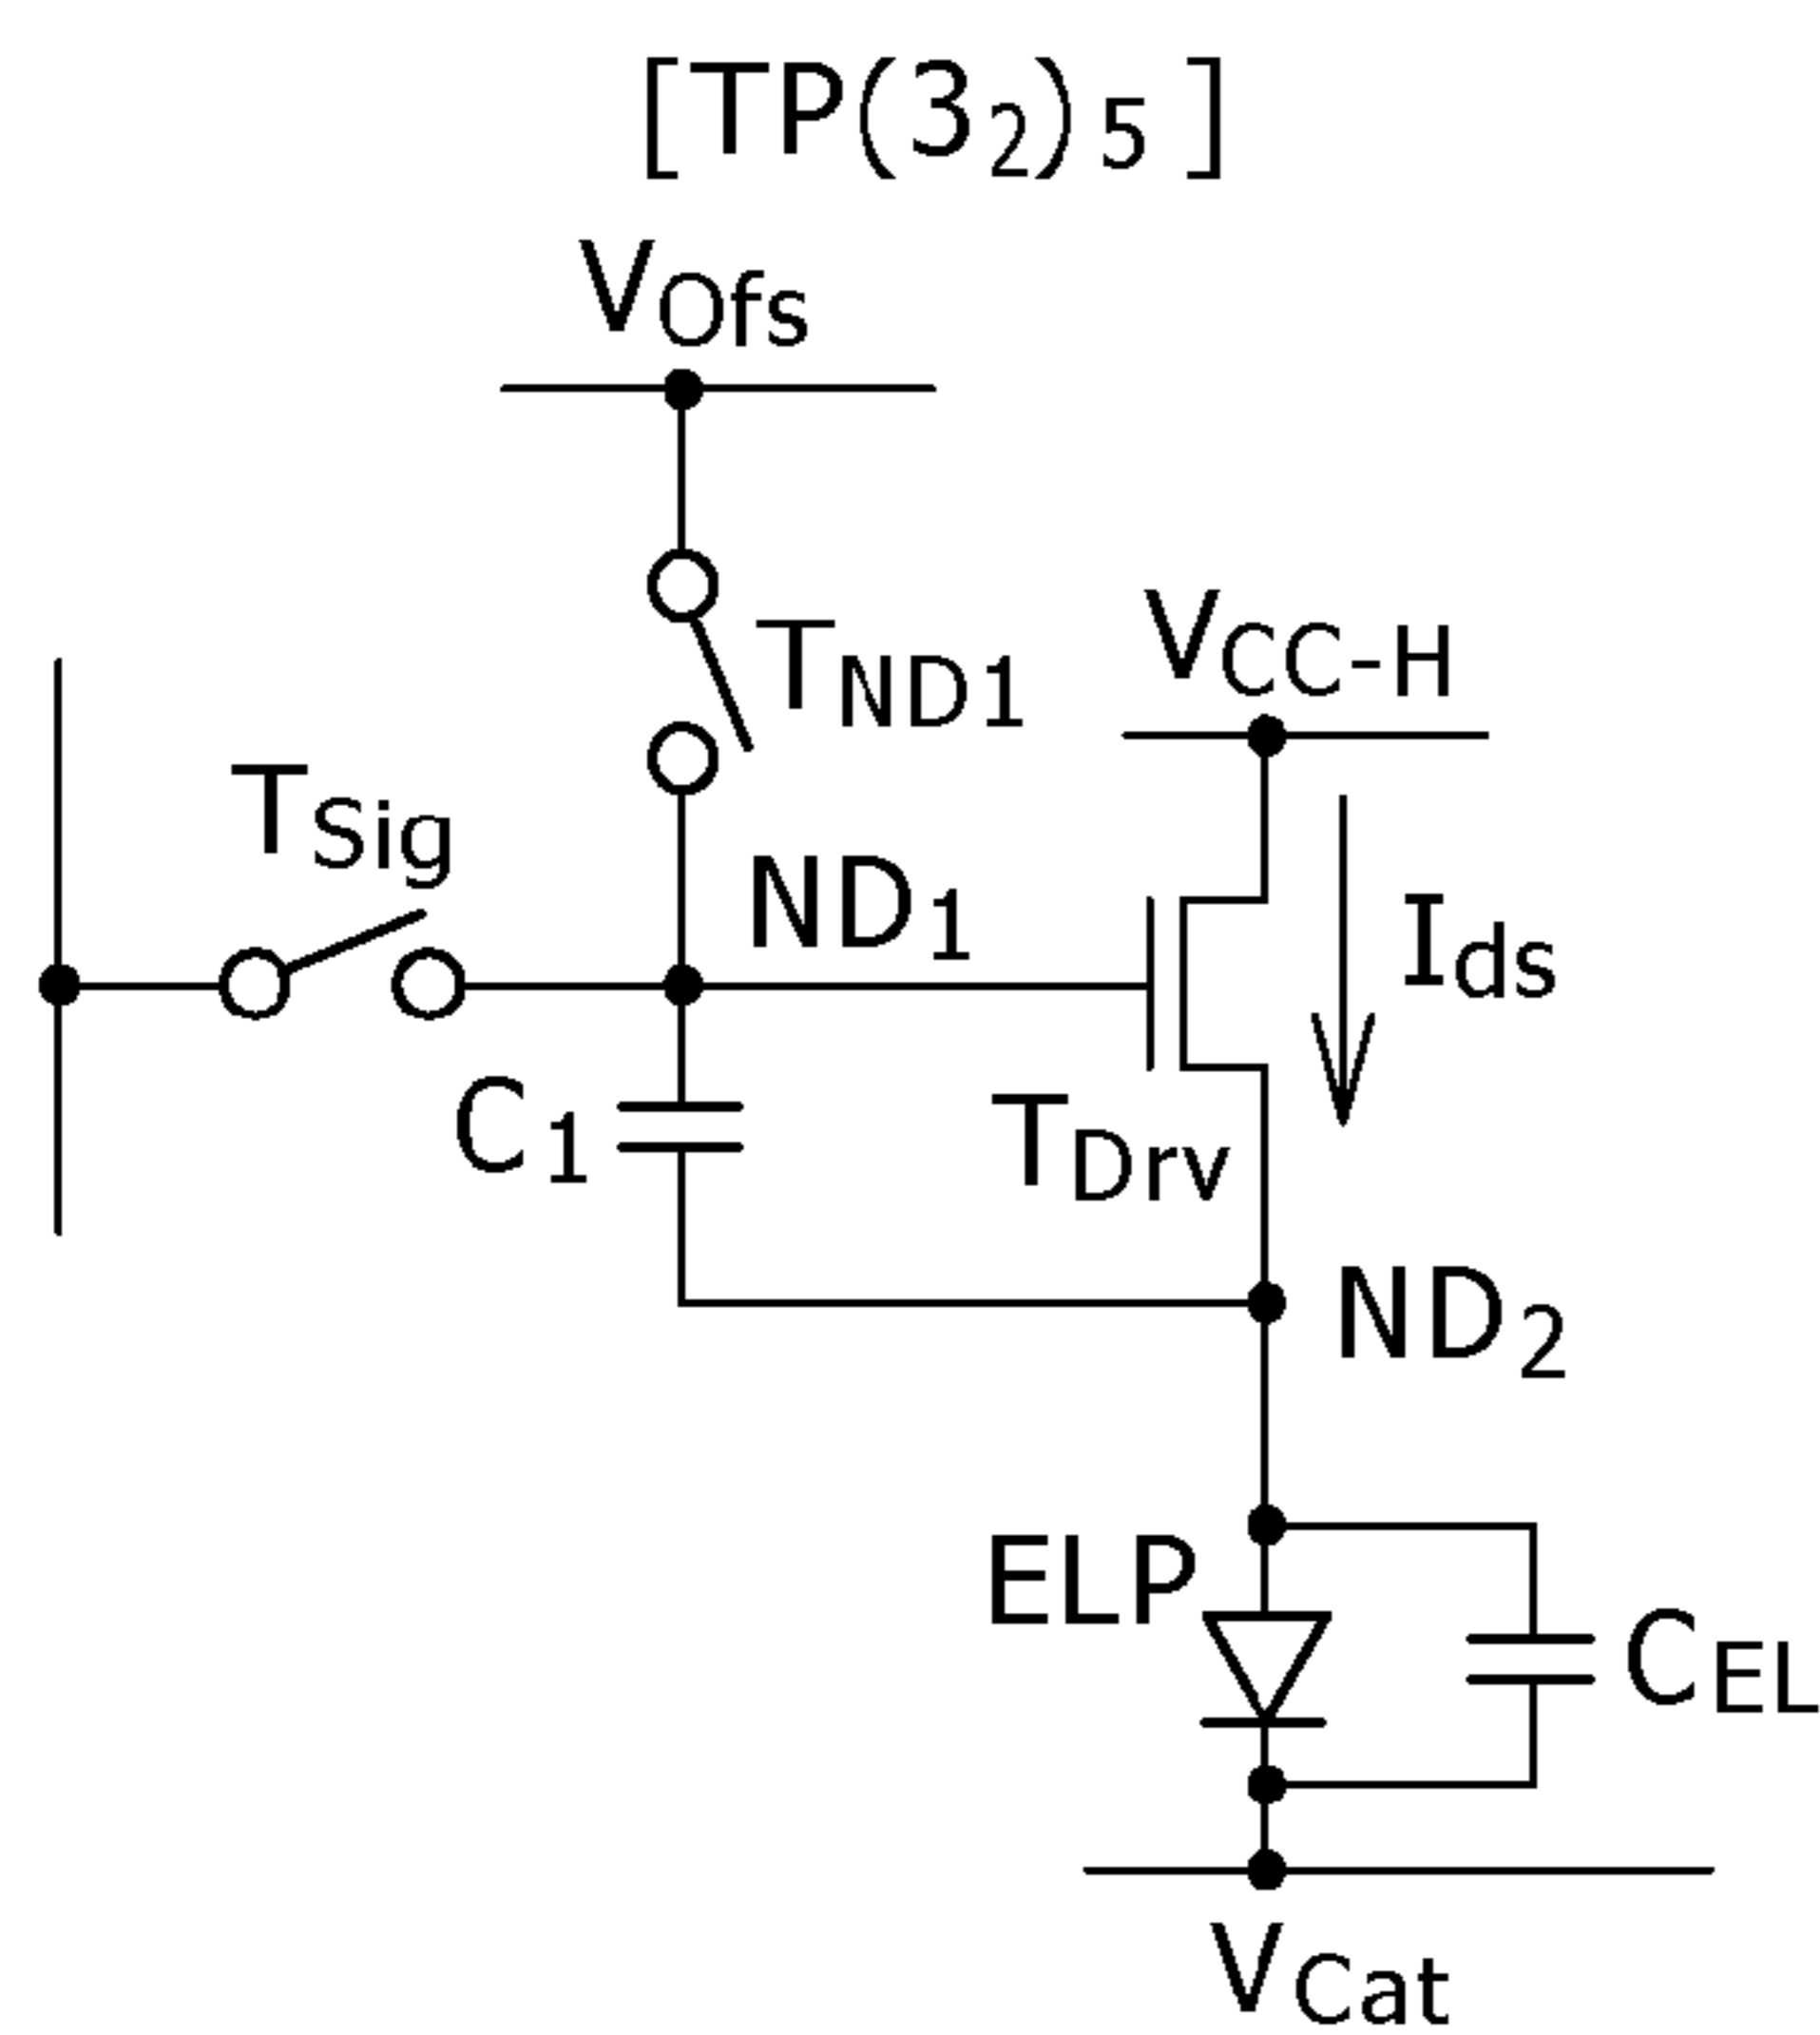 [TP(3₂)₅]
V_Ofs
T_ND1
V_CC-H
T_Sig
ND₁
I_ds
C₁
T_Drv
ND₂
ELP
C_EL
V_Cat